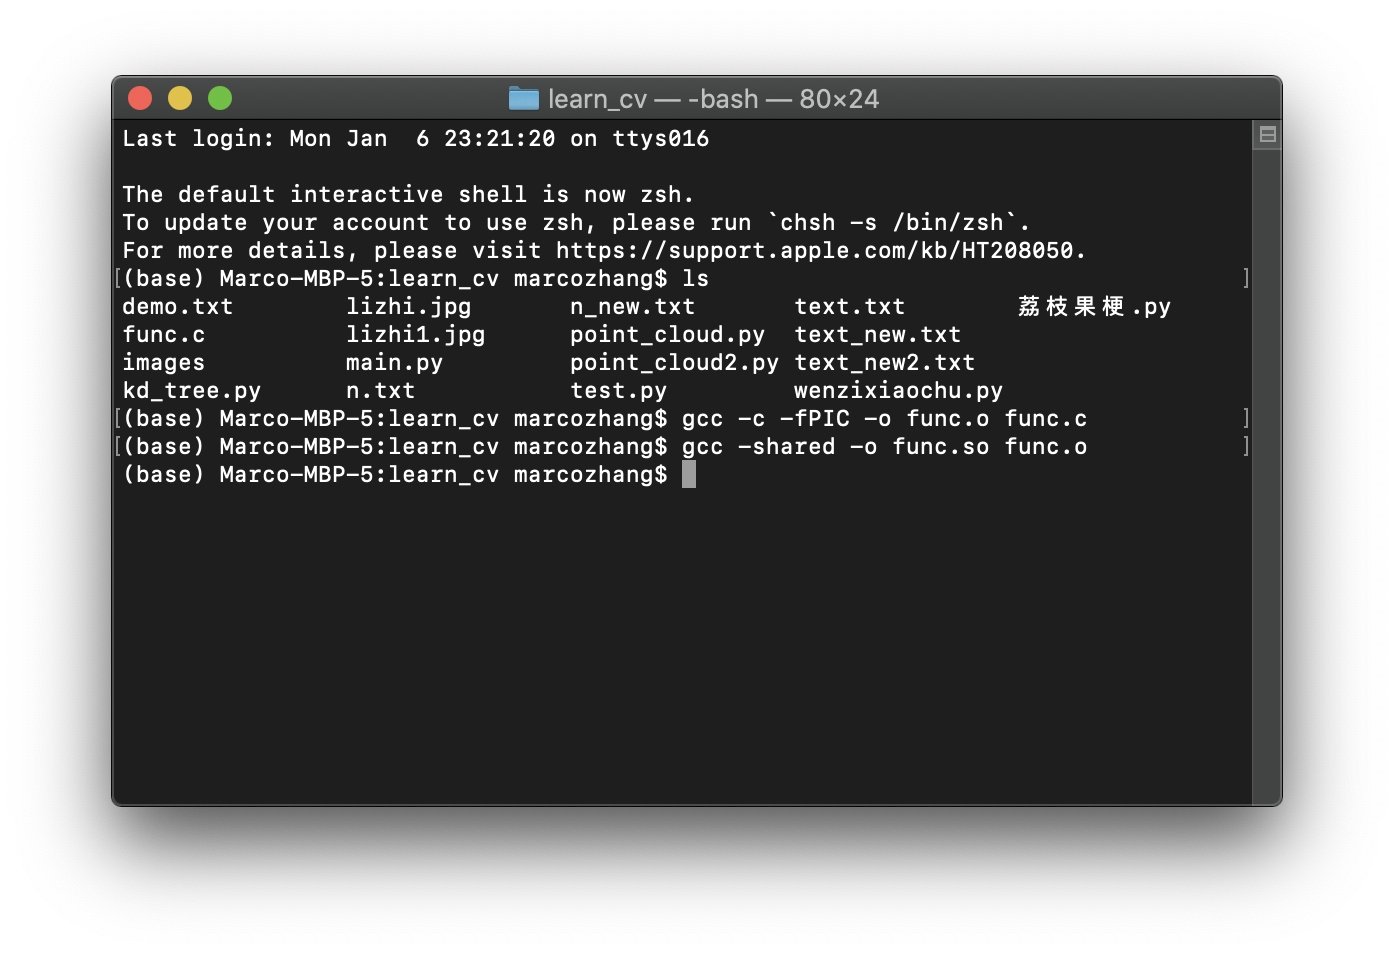 learn_cv — -bash — 80×24
Last login: Mon Jan  6 23:21:20 on ttys016
The default interactive shell is now zsh.
To update your account to use zsh, please run `chsh -s /bin/zsh`.
For more details, please visit https://support.apple.com/kb/HT208050.
[(base) Marco-MBP-5:learn_cv marcozhang$ ls ]
demo.txt        lizhi.jpg       n_new.txt       text.txt        荔枝果梗.py
func.c          lizhi1.jpg      point_cloud.py  text_new.txt
images          main.py         point_cloud2.py text_new2.txt
kd_tree.py      n.txt           test.py         wenzixiaochu.py
[(base) Marco-MBP-5:learn_cv marcozhang$ gcc -c -fPIC -o func.o func.c ]
[(base) Marco-MBP-5:learn_cv marcozhang$ gcc -shared -o func.so func.o ]
(base) Marco-MBP-5:learn_cv marcozhang$